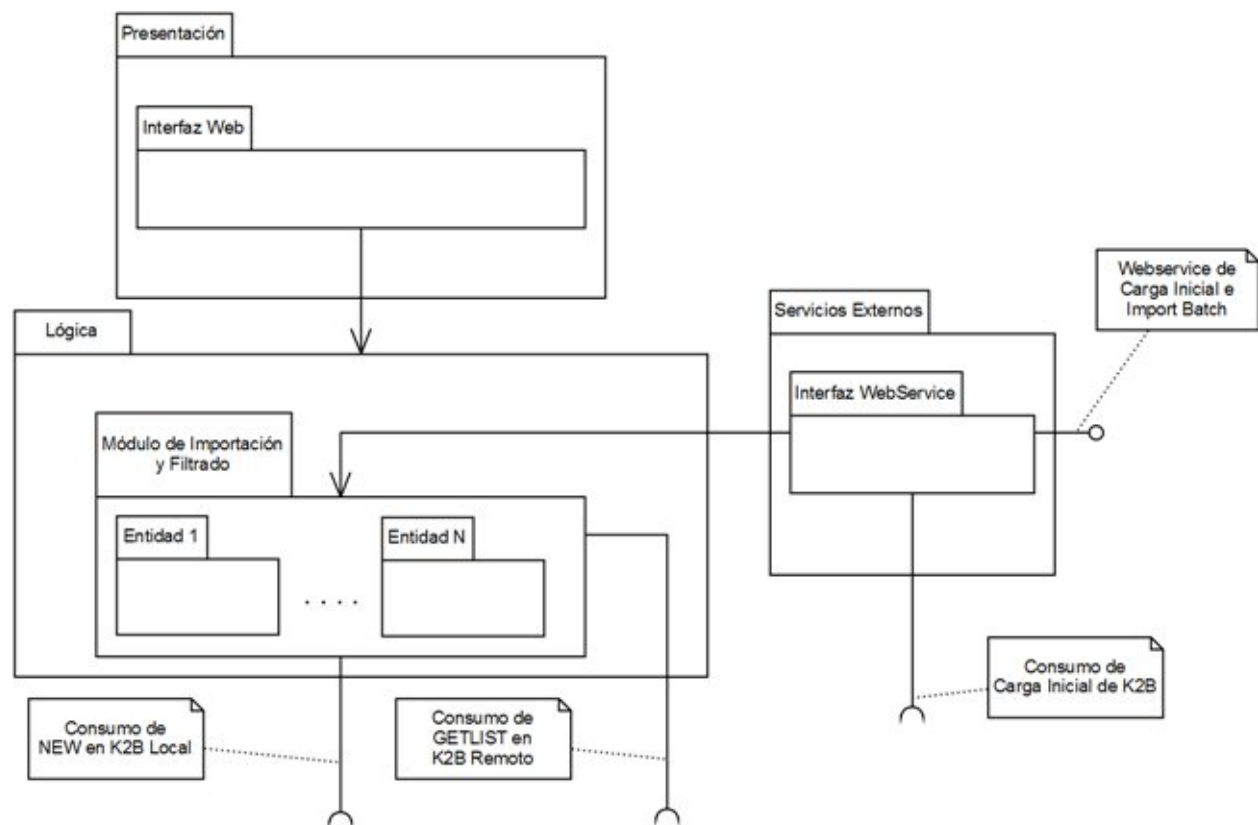 Presentación
Interfaz Web
Webservice de
Carga Inicial e
Import Batch
Servicios Externos
Lógica
Interfaz WebService
Módulo de Importación
y Filtrado
Entidad 1
Entidad N
. . . .
Consumo de
Carga Inicial de K2B
Consumo de
NEW en K2B Local
Consumo de
GETLIST en
K2B Remoto